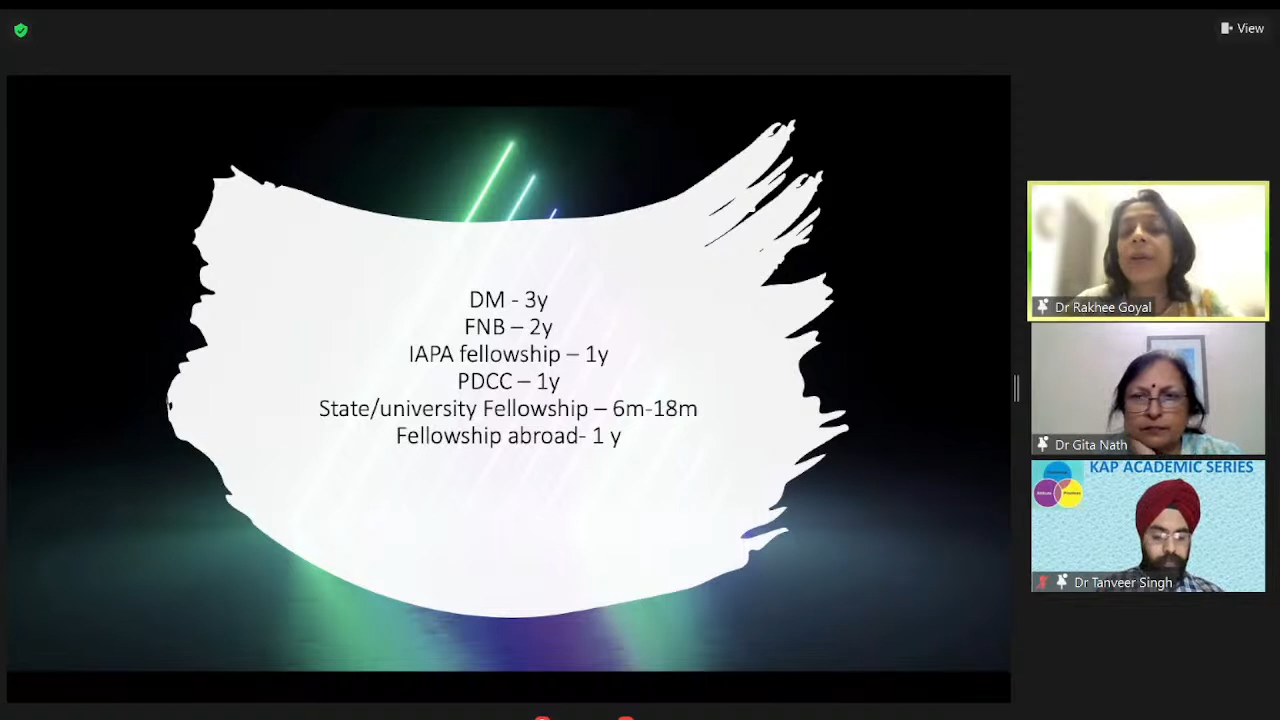 View
DM - 3y
FNB – 2y
IAPA fellowship – 1y
PDCC – 1y
State/university Fellowship – 6m-18m
Fellowship abroad- 1 y
Dr Rakhee Goyal
Dr Gita Nath
KAP ACADEMIC SERIES
Dr Tanveer Singh